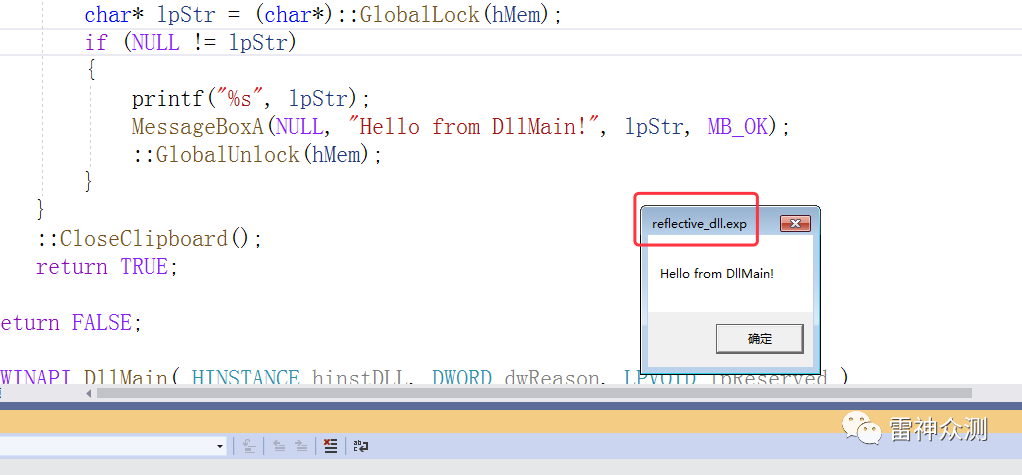 char* lpStr = (char*)::GlobalLock(hMem);
if (NULL != lpStr)
{
printf("%s", lpStr);
MessageBoxA(NULL, "Hello from DllMain!", lpStr, MB_OK);
::GlobalUnlock(hMem);
}
}
::CloseClipboard();
return TRUE;
eturn FALSE;
WINAPI DllMain( HINSTANCE hinstDLL, DWORD dwReason, LPVOID lpReserved )
reflective_dll.exp
Hello from DllMain!
确定
雷神众测